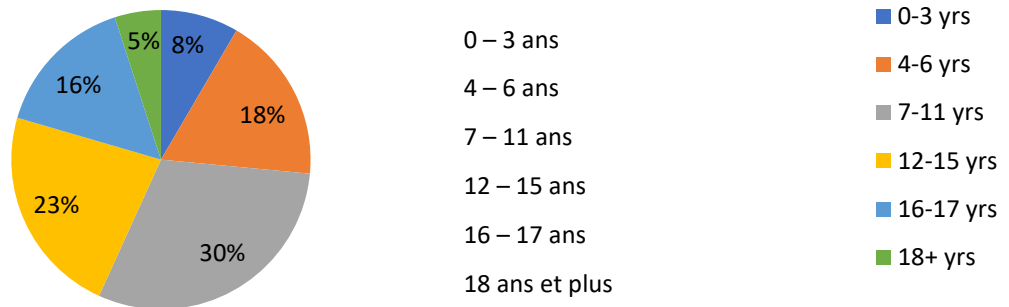 5%
8%
16%
18%
23%
30%
0 – 3 ans
4 – 6 ans
7 – 11 ans
12 – 15 ans
16 – 17 ans
18 ans et plus
0-3 yrs
4-6 yrs
7-11 yrs
12-15 yrs
16-17 yrs
18+ yrs